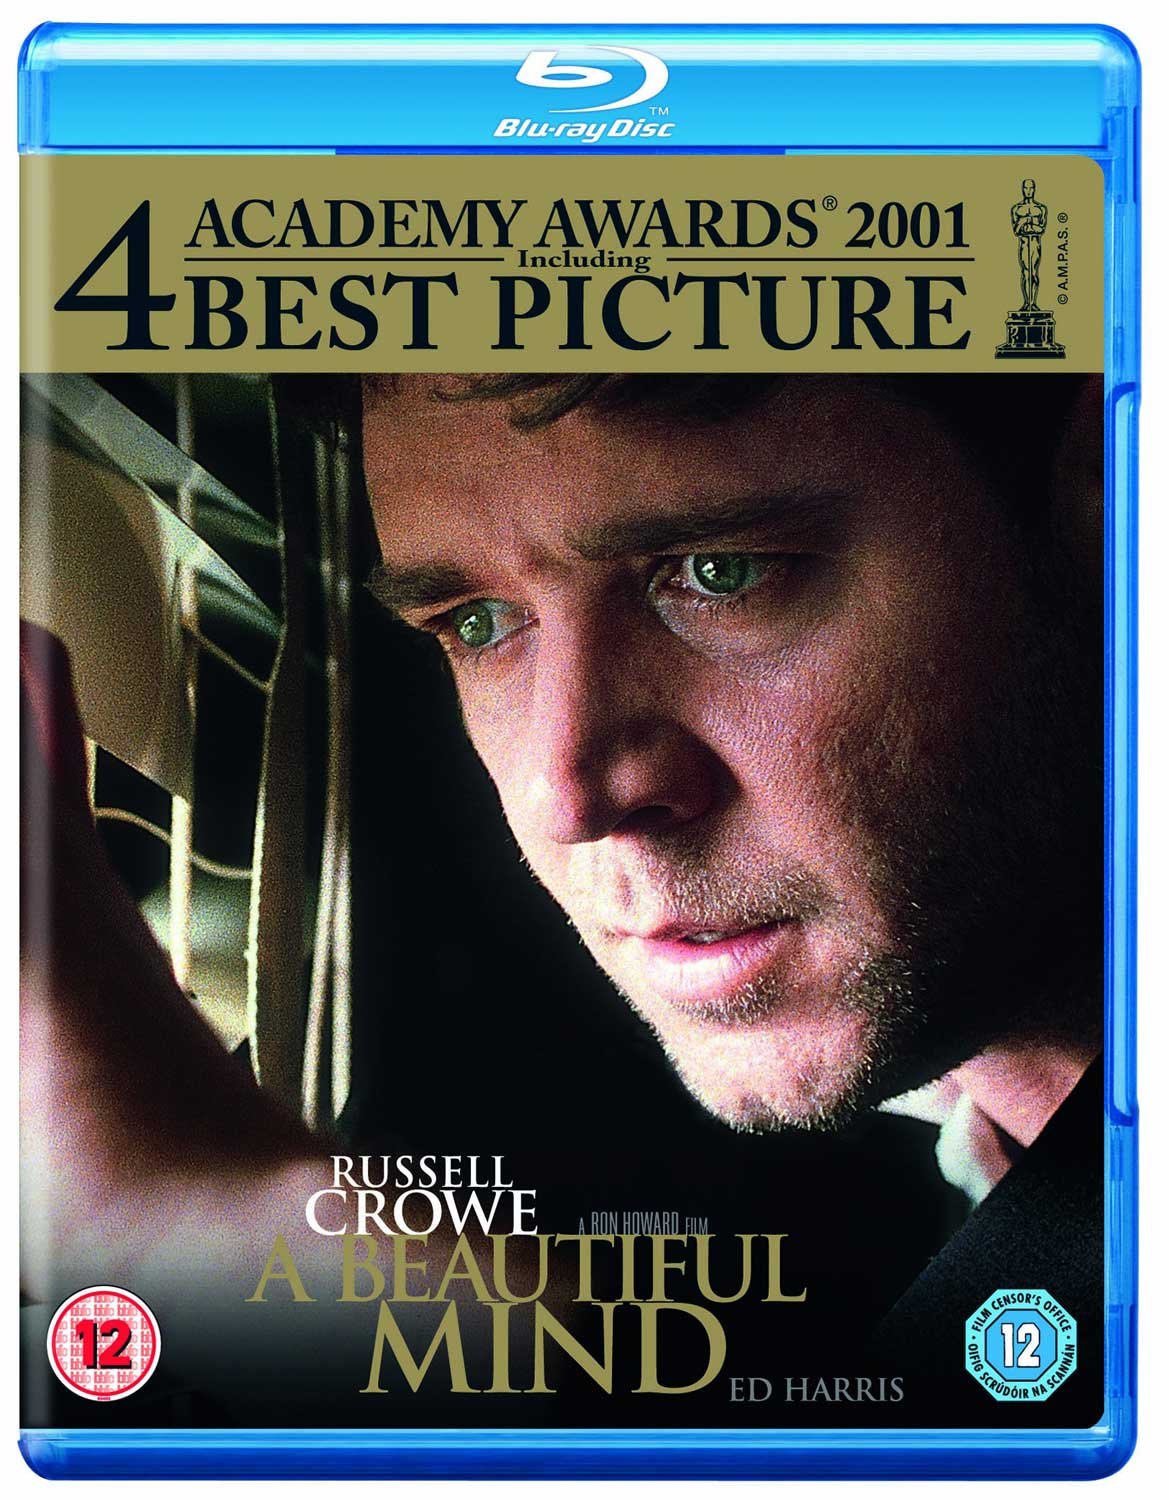 Blu-ray Disc™
4 ACADEMY AWARDS® 2001
Including
BEST PICTURE
© A.M.P.A.S.®
RUSSELL
CROWE
A RON HOWARD FILM
A BEAUTIFUL
MIND
ED HARRIS
12
FILM CENSOR'S OFFICE
12
OIFIG SCRÚDÓIR NA SCANNÁN